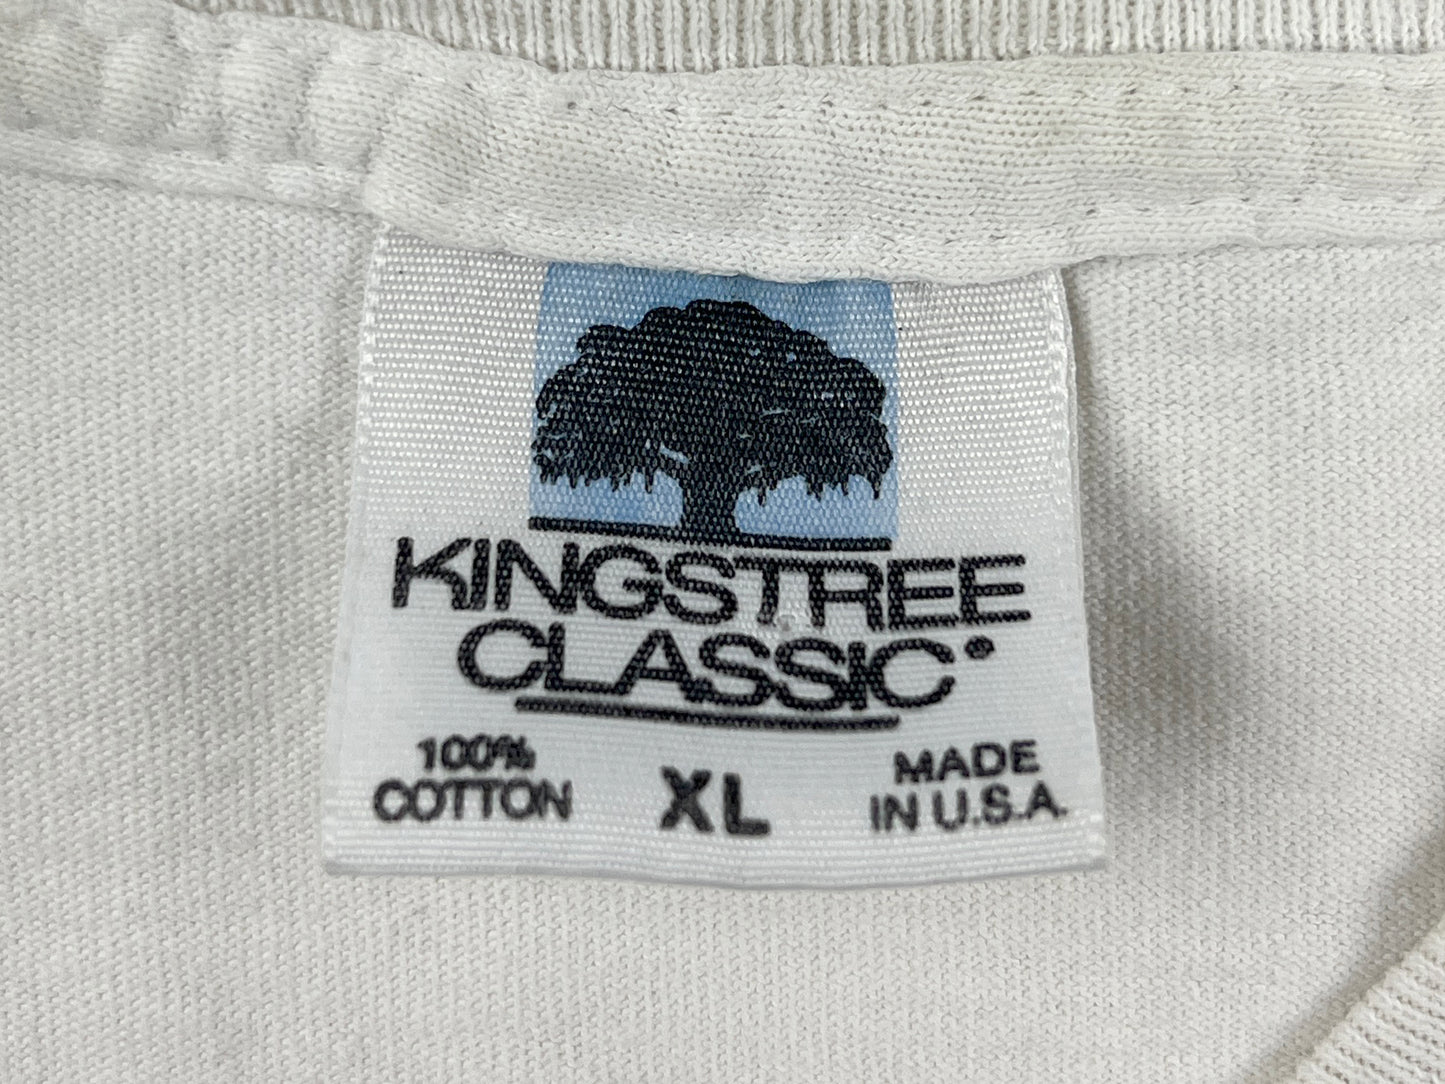 KINGSTREE
CLASSIC
100%
COTTON
XL
MADE
IN U.S.A.